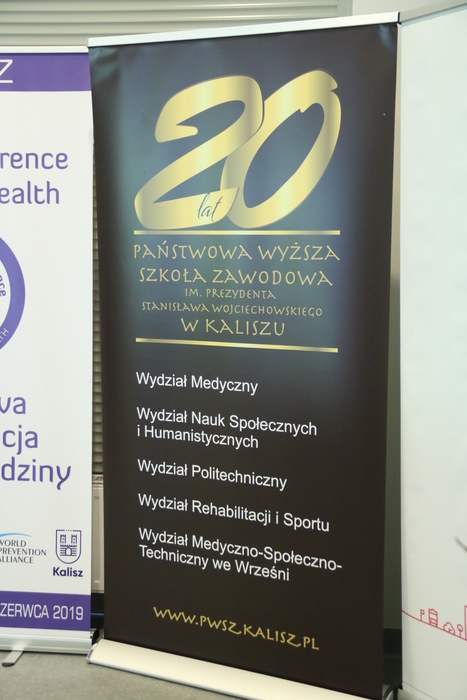 Z
rence
ealth
va
cja
dziny
WORLD
PREVENTION
ALLIANCE
Kalisz
ZERWCA 2019
20
lat
PAŃSTWOWA WYŻSZA
SZKOŁA ZAWODOWA
IM. PREZYDENTA
STANISŁAWA WOJCIECHOWSKIEGO
W KALISZU
Wydział Medyczny
Wydział Nauk Społecznych
i Humanistycznych
Wydział Politechniczny
Wydział Rehabilitacji i Sportu
Wydział Medyczno-Społeczno-
Techniczny we Wrześni
WWW.PWSZ.KALISZ.PL